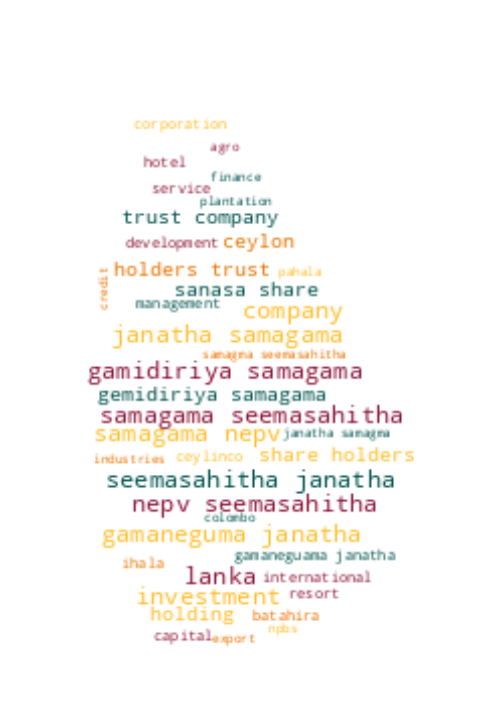 corporation
agro
hotel
finance
service
plantation
trust company
development ceylon
holders trust pahala
credit
sanasa share
management
company
janatha samagama
samagma seemasahitha
gamidiriya samagama
gemidiriya samagama
samagama seemasahitha
samagama nepv janatha samagma
industries ceylinco share holders
seemasahitha janatha
nepv seemasahitha
colombo
gamaneguma janatha
gamaneguama janatha
ihala
lanka international
investment resort
holding batahira
npbs
capital export